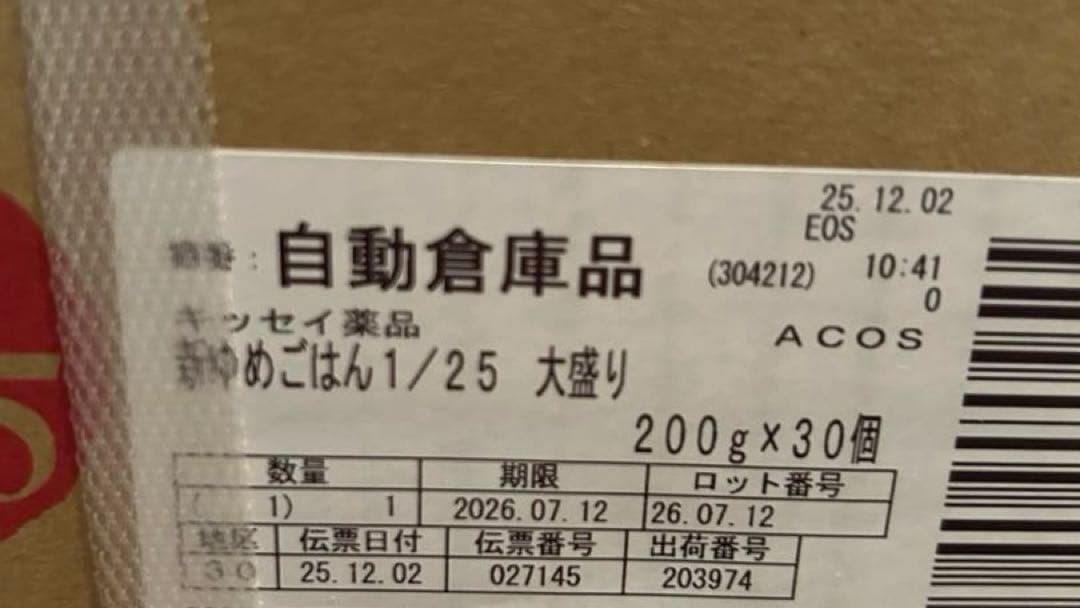 25.12.02
EOS
自動倉庫品 (304212) 10:41
0
キッセイ薬品 ACOS
新ゆめごはん1/25 大盛り
200g×30個
数量 期限 ロット番号
( 1) 1 2026.07.12 26.07.12
地区 伝票日付 伝票番号 出荷番号
30 25.12.02 027145 203974